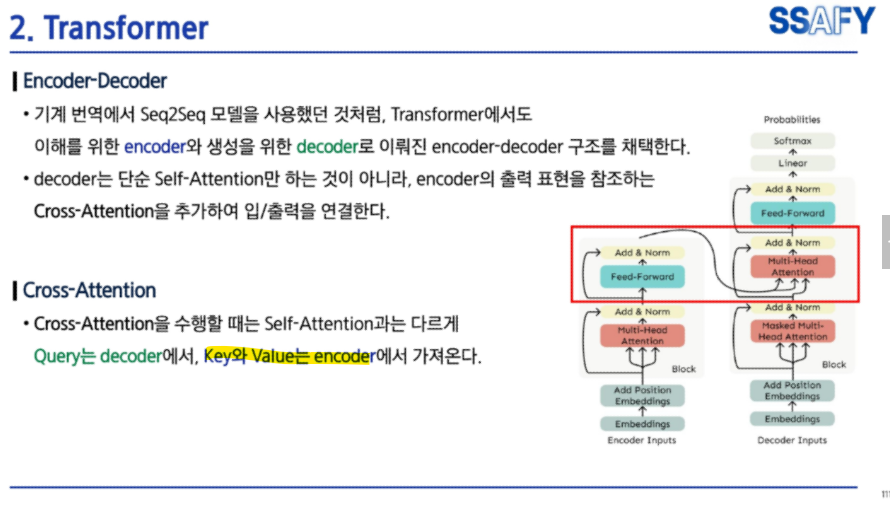 2. Transformer
SSAFY
Encoder-Decoder
• 기계 번역에서 Seq2Seq 모델을 사용했던 것처럼, Transformer에서도
이해를 위한 encoder와 생성을 위한 decoder로 이뤄진 encoder-decoder 구조를 채택한다.
• decoder는 단순 Self-Attention만 하는 것이 아니라, encoder의 출력 표현을 참조하는
Cross-Attention을 추가하여 입/출력을 연결한다.
Cross-Attention
• Cross-Attention을 수행할 때는 Self-Attention과는 다르게
Query는 decoder에서, Key와 Value는 encoder에서 가져온다.
Probabilities
Softmax
Linear
Add & Norm
Feed-Forward
Add & Norm
Multi-Head
Attention
Add & Norm
Masked Multi-
Head Attention
Block
Add Position
Embeddings
Embeddings
Decoder Inputs
Add & Norm
Feed-Forward
Add & Norm
Multi-Head
Attention
Block
Add Position
Embeddings
Embeddings
Encoder Inputs